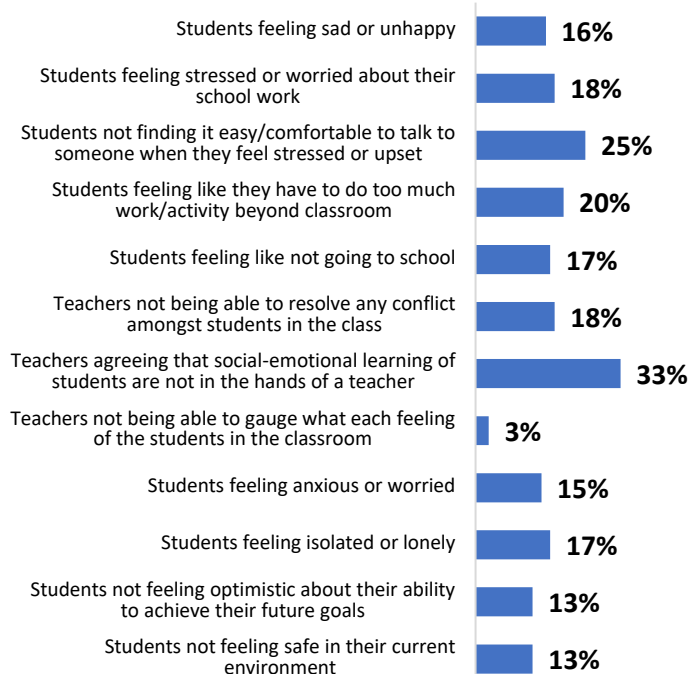 Students feeling sad or unhappy
16%
Students feeling stressed or worried about their
school work
18%
Students not finding it easy/comfortable to talk to
someone when they feel stressed or upset
25%
Students feeling like they have to do too much
work/activity beyond classroom
20%
Students feeling like not going to school
17%
Teachers not being able to resolve any conflict
amongst students in the class
18%
Teachers agreeing that social-emotional learning of
students are not in the hands of a teacher
33%
Teachers not being able to gauge what each feeling
of the students in the classroom
3%
Students feeling anxious or worried
15%
Students feeling isolated or lonely
17%
Students not feeling optimistic about their ability
to achieve their future goals
13%
Students not feeling safe in their current
environment
13%